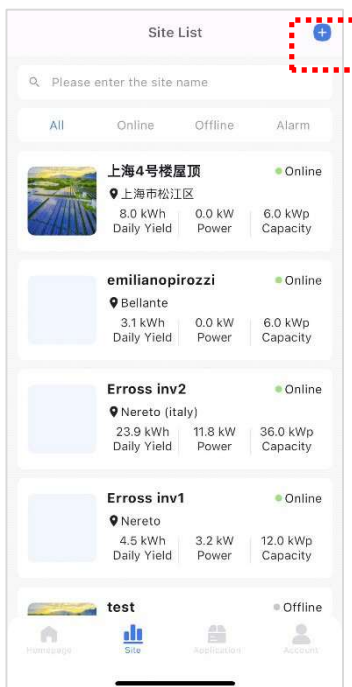 Site List
Please enter the site name
All Online Offline Alarm
上海4号楼屋顶 Online
上海市松江区
8.0 kWh 0.0 kW 6.0 kWp
Daily Yield Power Capacity
emilianopirozzi Online
Bellante
3.1 kWh 0.0 kW 6.0 kWp
Daily Yield Power Capacity
Erross inv2 Online
Nereto (italy)
23.9 kWh 11.8 kW 36.0 kWp
Daily Yield Power Capacity
Erross inv1 Online
Nereto
4.5 kWh 3.2 kW 12.0 kWp
Daily Yield Power Capacity
test Offline
Homepage Site Application Account